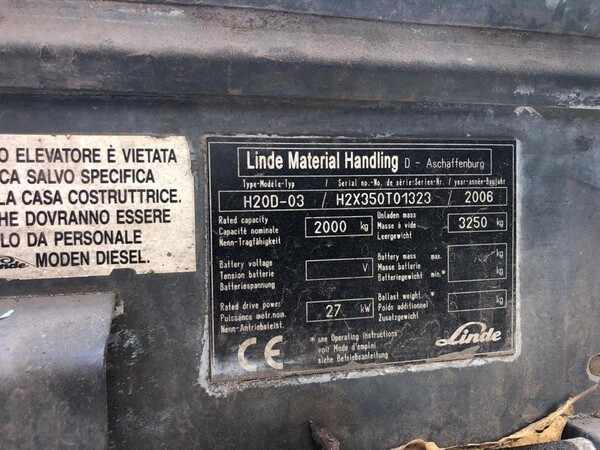 O ELEVATORE È VIETATA
CA SALVO SPECIFICA
LA CASA COSTRUTTRICE.
HE DOVRANNO ESSERE
LO DA PERSONALE
Linde MODEN DIESEL.
Linde Material Handling D - Aschaffenburg
Type-Modèle-Typ / Serial no.-No. de série-Serien-Nr. / year-année-Baujahr
H20D-03 / H2X350T01323 / 2006
Rated capacity
Capacité nominale
Nenn-Tragfähigkeit
2000 kg
Unladen mass
Masse à vide
Leergewicht
3250 kg
Battery voltage
Tension batterie
Batteriespannung
V
Battery mass max.
Masse batterie
Batteriegewicht min.*
kg
kg
Rated drive power
Puissance motr.nom.
Nenn-Antriebsleist.
27 kW
Ballast weight *
Poids additionnel
Zusatzgewicht
kg
* see Operating instructions
voir Mode d'emploi
siehe Betriebsanleitung
CE
Linde